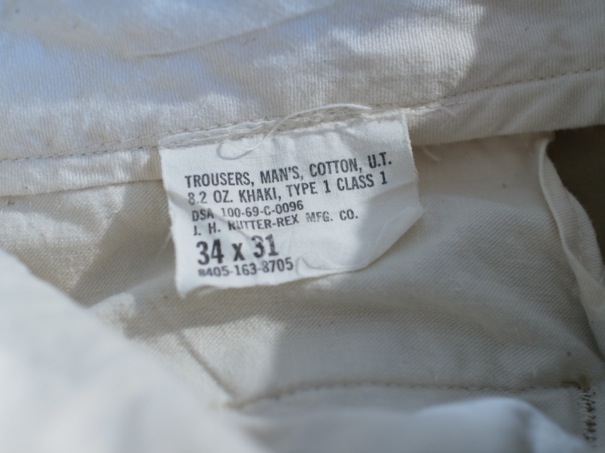 TROUSERS, MAN'S, COTTON, U.T.
8.2 OZ. KHAKI, TYPE 1 CLASS 1
DSA 100-69-C-0096
J. H. RUTTER-REX MFG. CO.
34 x 31
8405-163-8705